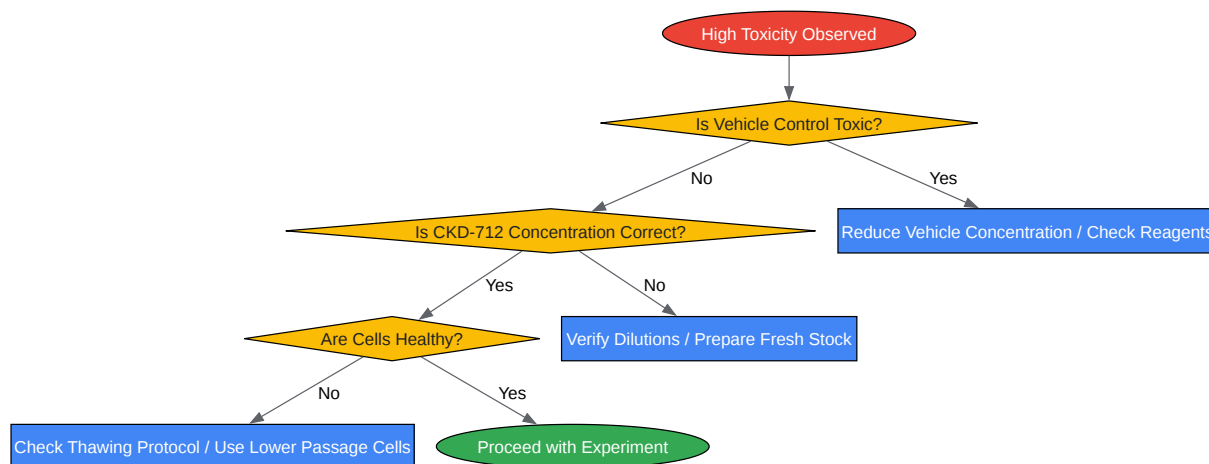 High Toxicity Observed
Is Vehicle Control Toxic?
No
Yes
Is CKD-712 Concentration Correct?
Reduce Vehicle Concentration / Check Reagents
Yes
No
Are Cells Healthy?
Verify Dilutions / Prepare Fresh Stock
No
Yes
Check Thawing Protocol / Use Lower Passage Cells
Proceed with Experiment